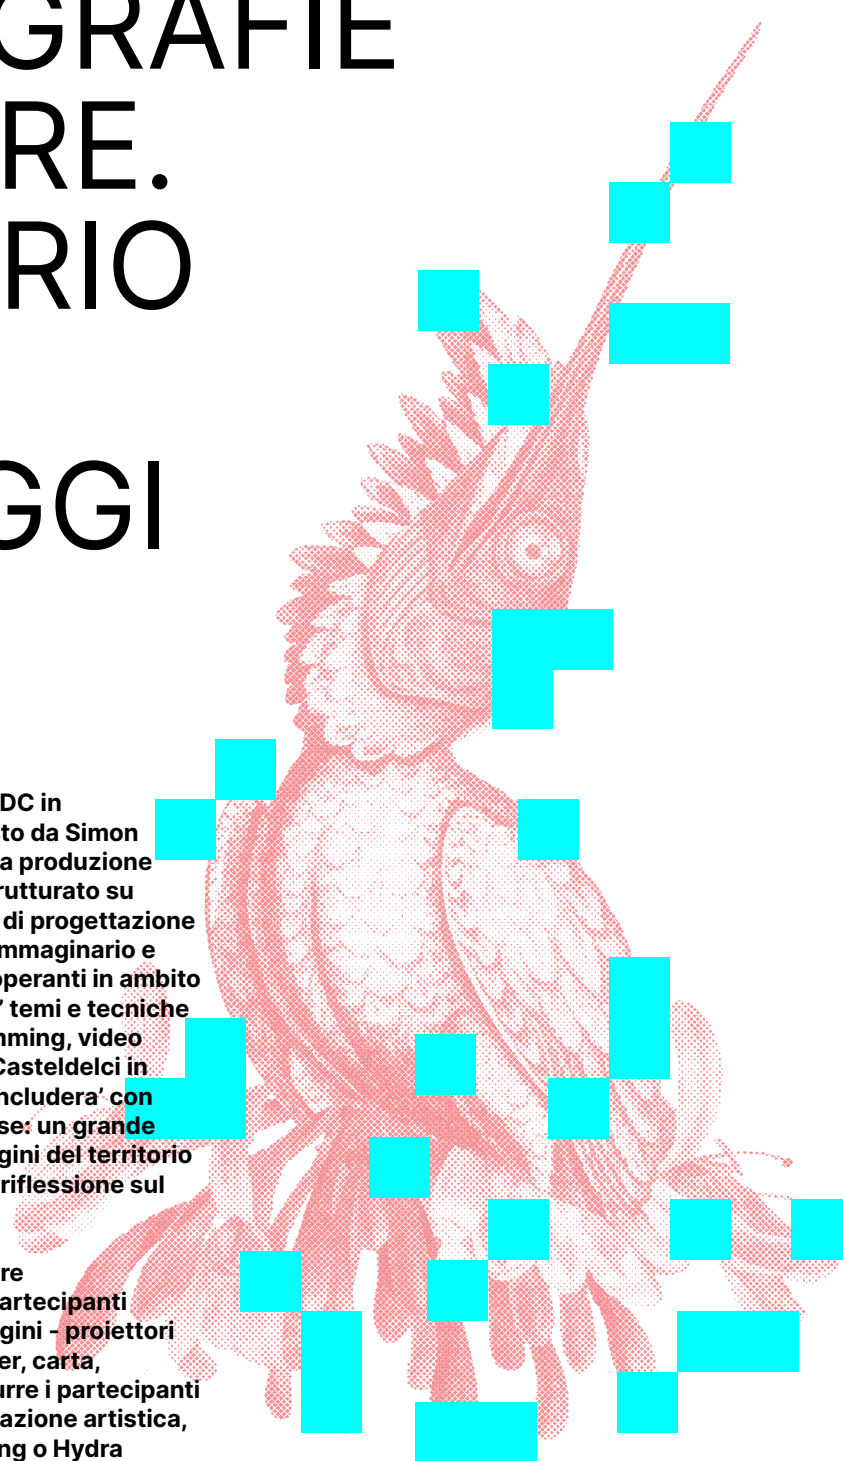 GRAFIE
RE.
RIO
GGI
DC in
to da Simon
a produzione
rutturato su
di progettazione
mmaginario e
operanti in ambito
’ temi e tecniche
mming, video
Casteldelci in
ncludera’ con
se: un grande
gini del territorio
riflessione sul
re
artecipanti
gini - proiettori
er, carta,
urre i partecipanti
azione artistica,
ng o Hydra